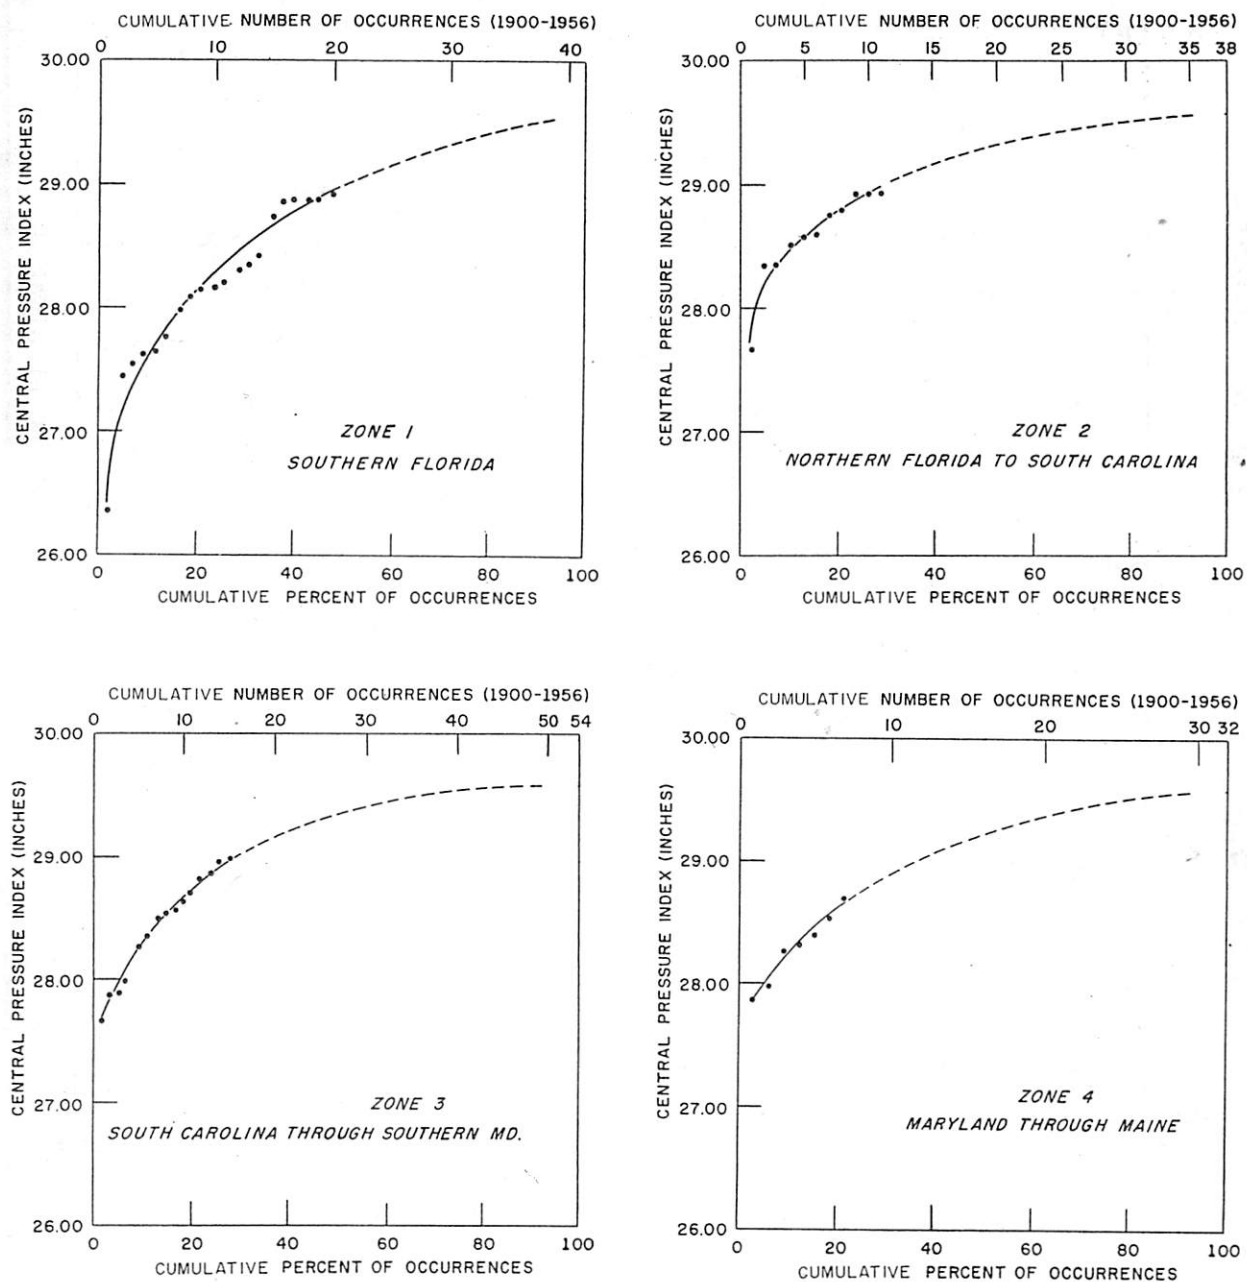 CUMULATIVE NUMBER OF OCCURRENCES (1900-1956)
0 10 20 30 40
30.00
29.00
28.00
27.00
26.00
CENTRAL PRESSURE INDEX (INCHES)
ZONE 1
SOUTHERN FLORIDA
0 20 40 60 80 100
CUMULATIVE PERCENT OF OCCURRENCES
CUMULATIVE NUMBER OF OCCURRENCES (1900-1956)
0 5 10 15 20 25 30 35 38
30.00
29.00
28.00
27.00
26.00
CENTRAL PRESSURE INDEX (INCHES)
ZONE 2
NORTHERN FLORIDA TO SOUTH CAROLINA
0 20 40 60 80 100
CUMULATIVE PERCENT OF OCCURRENCES
CUMULATIVE NUMBER OF OCCURRENCES (1900-1956)
0 10 20 30 40 50 54
30.00
29.00
28.00
27.00
26.00
CENTRAL PRESSURE INDEX (INCHES)
ZONE 3
SOUTH CAROLINA THROUGH SOUTHERN MD.
0 20 40 60 80 100
CUMULATIVE PERCENT OF OCCURRENCES
CUMULATIVE NUMBER OF OCCURRENCES (1900-1956)
0 10 20 30 32
30.00
29.00
28.00
27.00
26.00
CENTRAL PRESSURE INDEX (INCHES)
ZONE 4
MARYLAND THROUGH MAINE
0 20 40 60 80 100
CUMULATIVE PERCENT OF OCCURRENCES